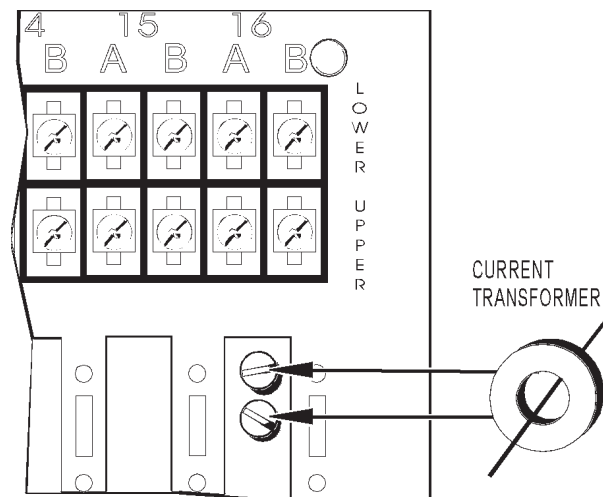 4 15 16
B A B A B
LOWER
UPPER
CURRENT
TRANSFORMER